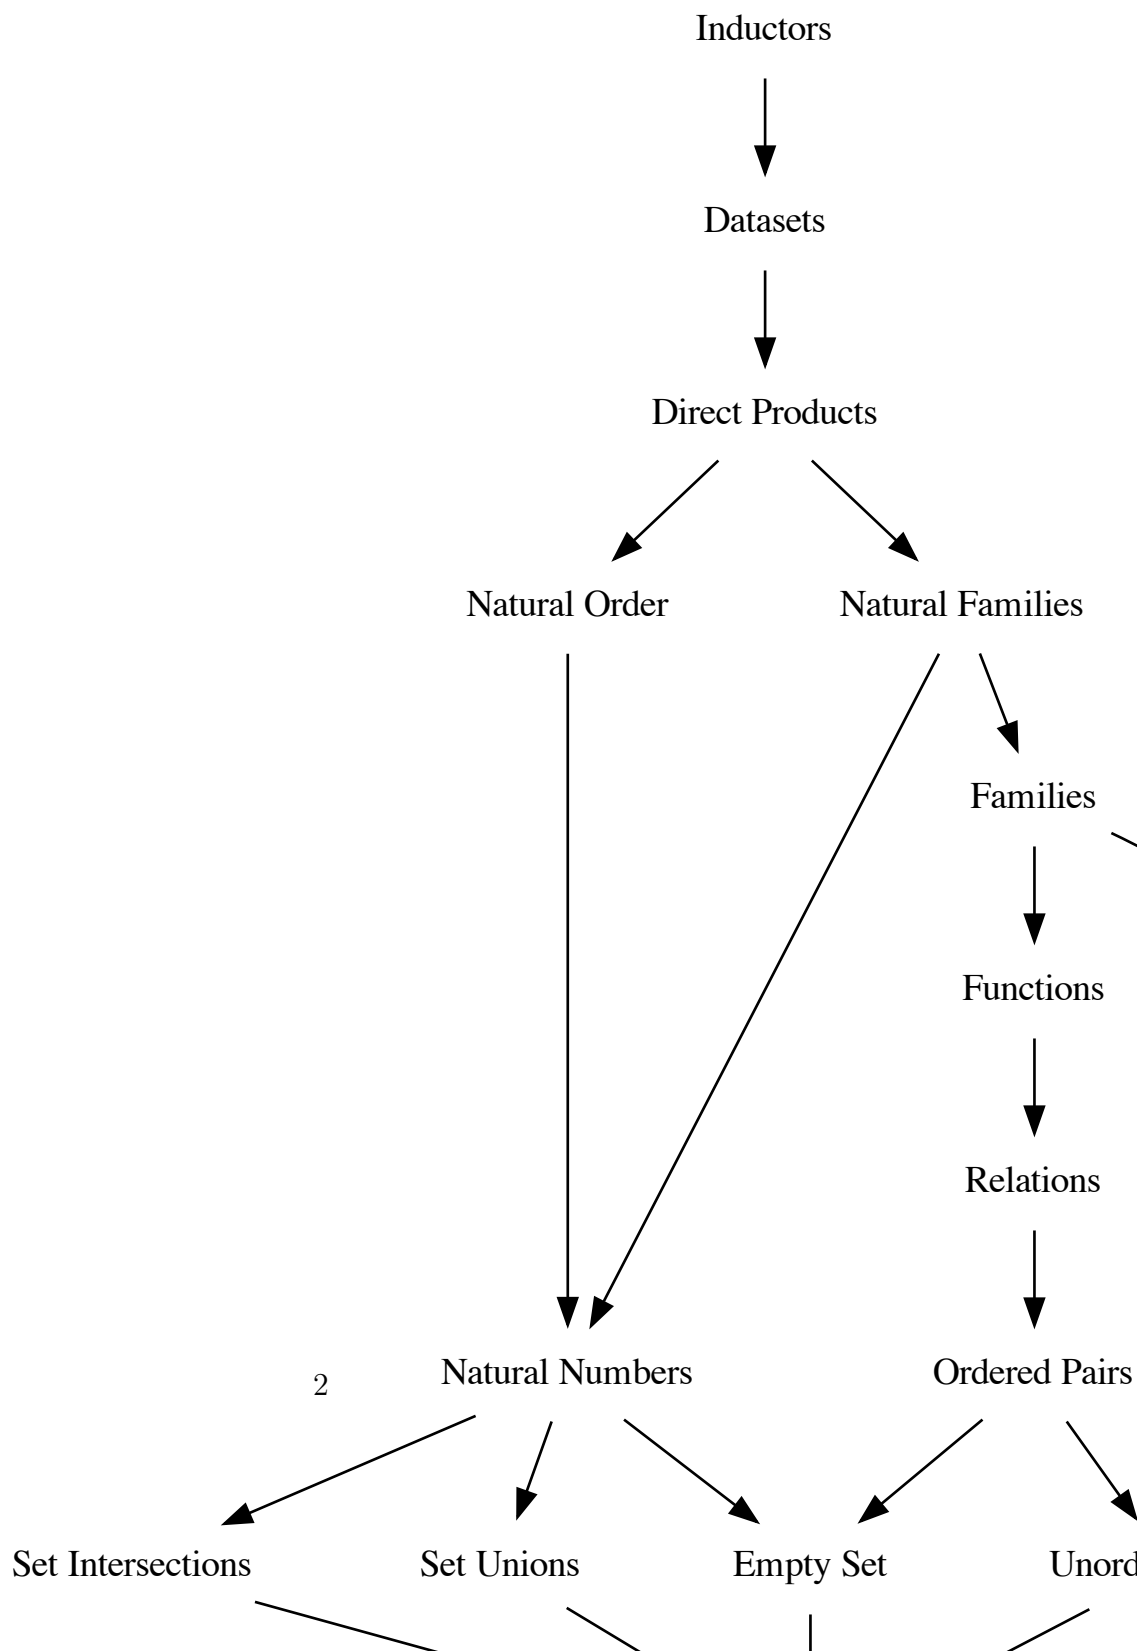 Inductors
Datasets
Direct Products
Natural Order
Natural Families
Families
Functions
Relations
Natural Numbers
Ordered Pairs
2
Set Intersections
Set Unions
Empty Set
Unord